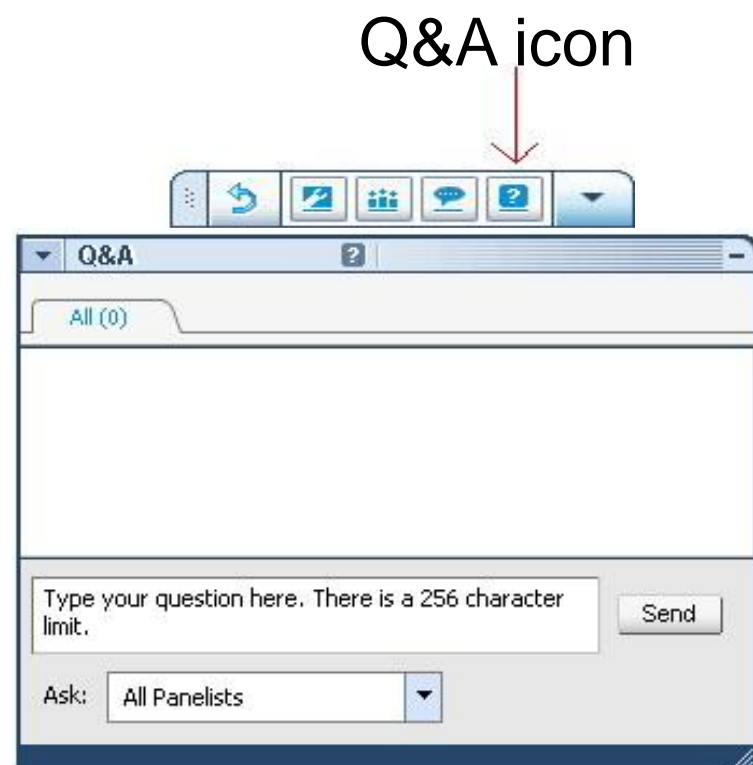 Q&A icon
?
Q&A ?
All (0)
Type your question here. There is a 256 character
limit.
Send
Ask: All Panelists